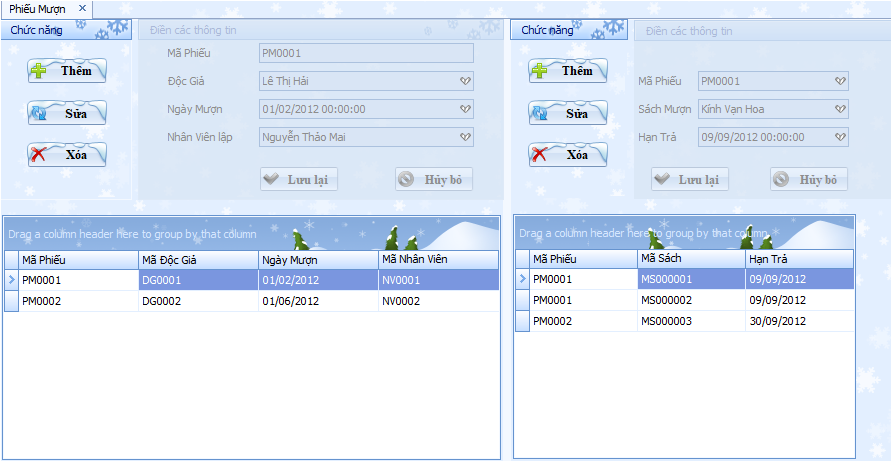 Phiếu Mượn ×
Chức năng
Điền các thông tin
Thêm
Sửa
Xóa
Mã Phiếu PM0001
Độc Giả Lê Thị Hải
Ngày Mượn 01/02/2012 00:00:00
Nhân Viên lập Nguyễn Thảo Mai
Lưu lại Hủy bỏ
Drag a column header here to group by that column
Mã Phiếu Mã Độc Giả Ngày Mượn Mã Nhân Viên
PM0001 DG0001 01/02/2012 NV0001
PM0002 DG0002 01/06/2012 NV0002
Chức năng
Điền các thông tin
Thêm
Sửa
Xóa
Mã Phiếu PM0001
Sách Mượn Kính Vạn Hoa
Hạn Trả 09/09/2012 00:00:00
Lưu lại Hủy bỏ
Drag a column header here to group by that column
Mã Phiếu Mã Sách Hạn Trả
PM0001 MS000001 09/09/2012
PM0001 MS000002 09/09/2012
PM0002 MS000003 30/09/2012